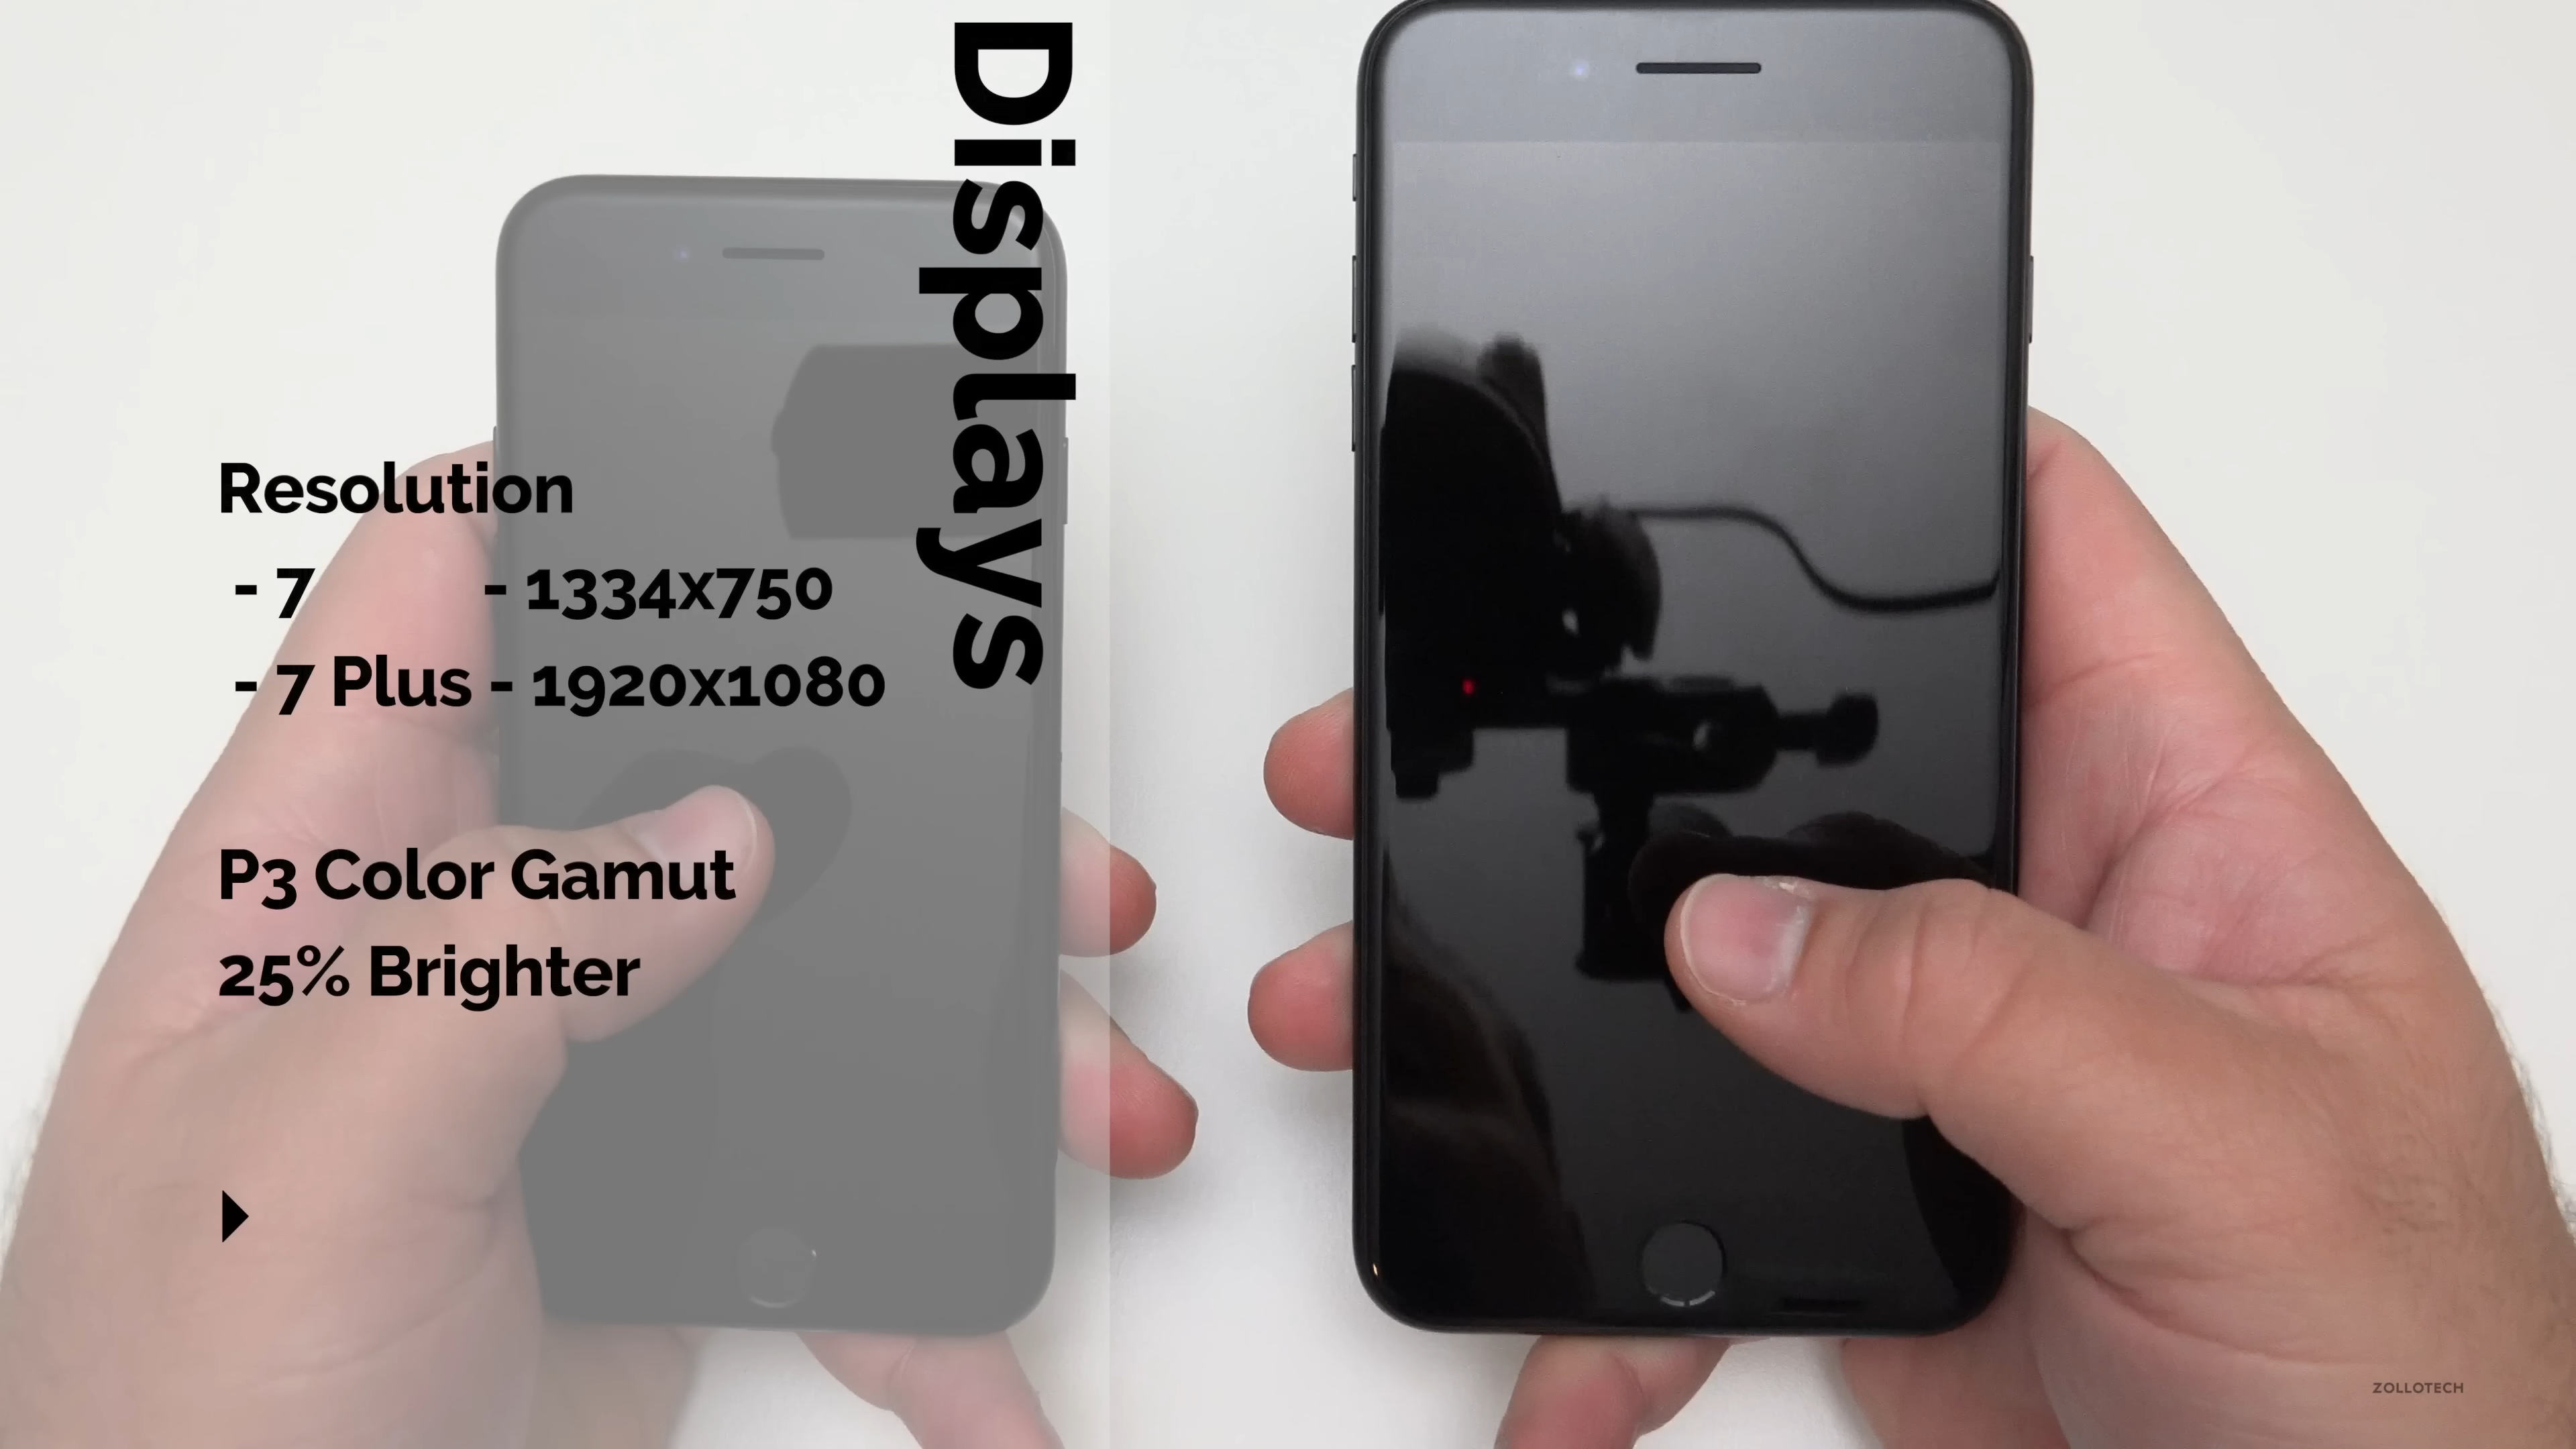 Displays
Resolution
- 7 - 1334x750
- 7 Plus - 1920x1080
P3 Color Gamut
25% Brighter
ZOLLOTECH